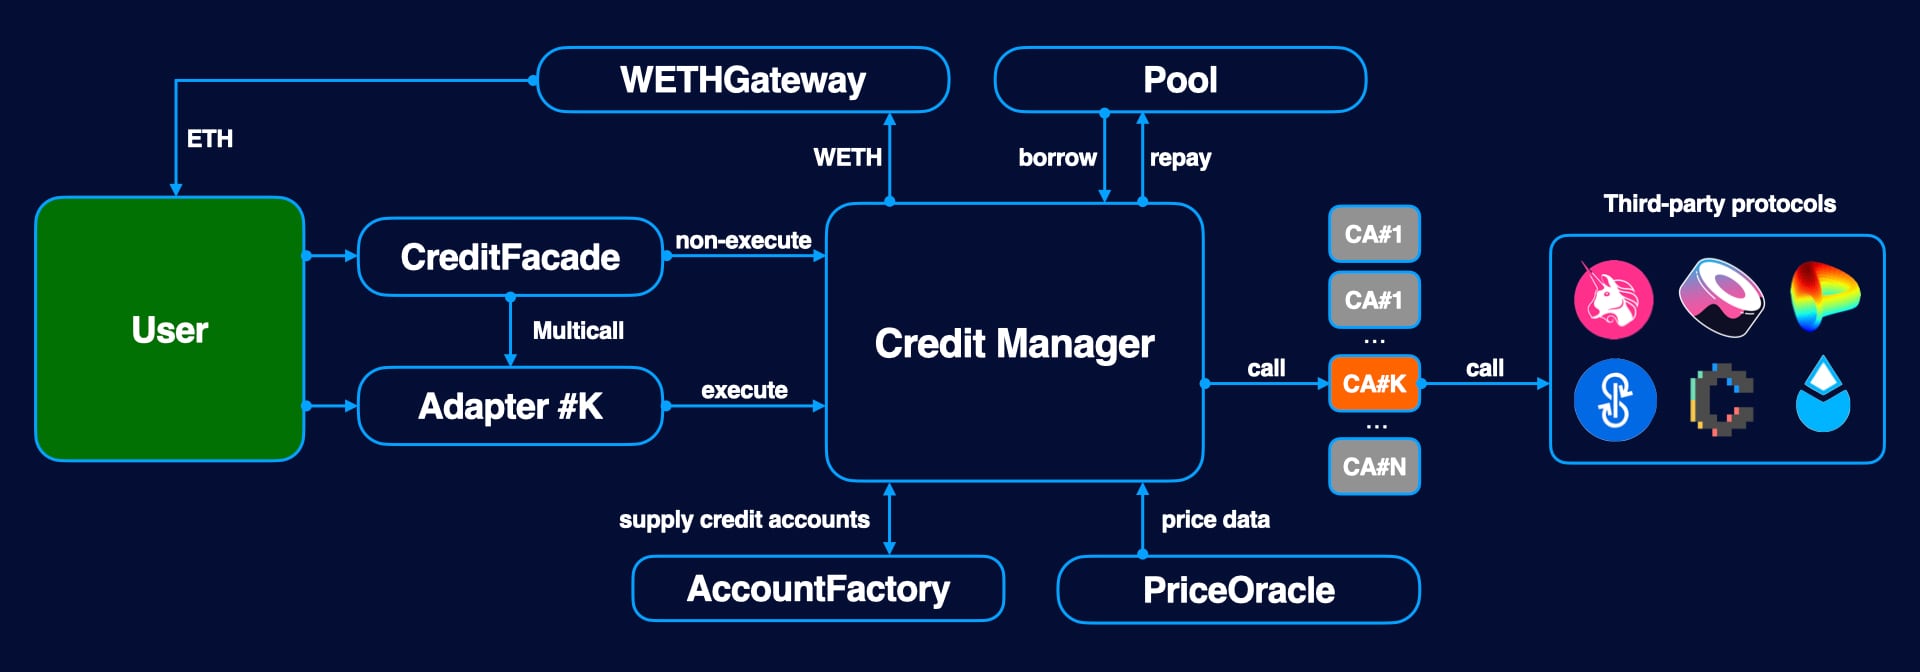 WETHGateway
Pool
ETH
WETH
borrow
repay
Third-party protocols
User
CreditFacade
non-execute
Multicall
Adapter #K
execute
Credit Manager
call
CA#1
CA#1
...
CA#K
...
CA#N
call
supply credit accounts
price data
AccountFactory
PriceOracle